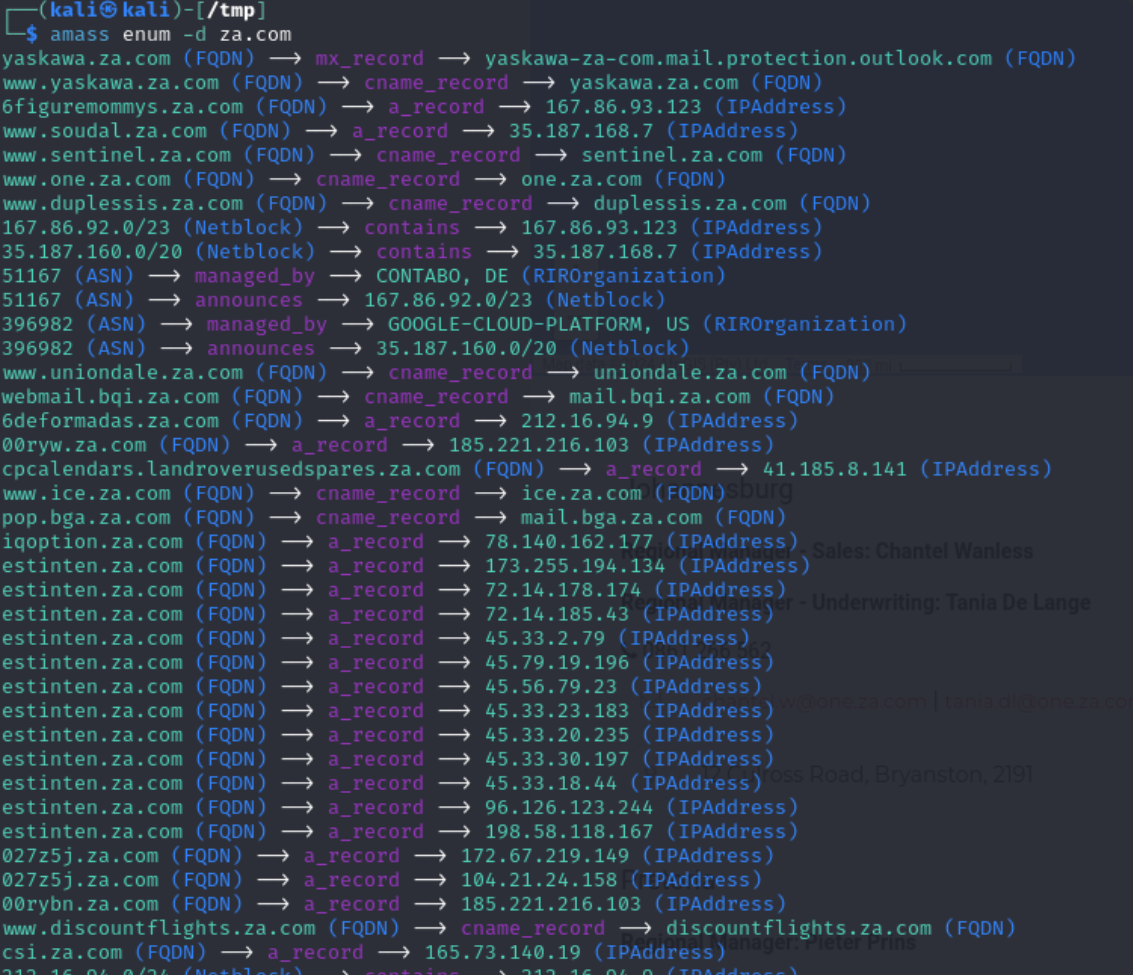 ┌──(kali㉿kali)-[/tmp]
└─$ amass enum -d za.com
yaskawa.za.com (FQDN) ⟶ mx_record ⟶ yaskawa-za-com.mail.protection.outlook.com (FQDN)
www.yaskawa.za.com (FQDN) ⟶ cname_record ⟶ yaskawa.za.com (FQDN)
6figuremommys.za.com (FQDN) ⟶ a_record ⟶ 167.86.93.123 (IPAddress)
www.soudal.za.com (FQDN) ⟶ a_record ⟶ 35.187.168.7 (IPAddress)
www.sentinel.za.com (FQDN) ⟶ cname_record ⟶ sentinel.za.com (FQDN)
www.one.za.com (FQDN) ⟶ cname_record ⟶ one.za.com (FQDN)
www.duplessis.za.com (FQDN) ⟶ cname_record ⟶ duplessis.za.com (FQDN)
167.86.92.0/23 (Netblock) ⟶ contains ⟶ 167.86.93.123 (IPAddress)
35.187.160.0/20 (Netblock) ⟶ contains ⟶ 35.187.168.7 (IPAddress)
51167 (ASN) ⟶ managed_by ⟶ CONTABO, DE (RIROrganization)
51167 (ASN) ⟶ announces ⟶ 167.86.92.0/23 (Netblock)
396982 (ASN) ⟶ managed_by ⟶ GOOGLE-CLOUD-PLATFORM, US (RIROrganization)
396982 (ASN) ⟶ announces ⟶ 35.187.160.0/20 (Netblock)
www.uniondale.za.com (FQDN) ⟶ cname_record ⟶ uniondale.za.com (FQDN)
webmail.bqi.za.com (FQDN) ⟶ cname_record ⟶ mail.bqi.za.com (FQDN)
6deformadas.za.com (FQDN) ⟶ a_record ⟶ 212.16.94.9 (IPAddress)
00ryw.za.com (FQDN) ⟶ a_record ⟶ 185.221.216.103 (IPAddress)
cpcalendars.landroverusedspares.za.com (FQDN) ⟶ a_record ⟶ 41.185.8.141 (IPAddress)
www.ice.za.com (FQDN) ⟶ cname_record ⟶ ice.za.com (FQDN)
pop.bga.za.com (FQDN) ⟶ cname_record ⟶ mail.bga.za.com (FQDN)
iqoption.za.com (FQDN) ⟶ a_record ⟶ 78.140.162.177 (IPAddress)
Regional Manager - Sales: Chantel Wanless
estinten.za.com (FQDN) ⟶ a_record ⟶ 173.255.194.134 (IPAddress)
estinten.za.com (FQDN) ⟶ a_record ⟶ 72.14.178.174 (IPAddress)
Regional Manager - Underwriting: Tania De Lange
estinten.za.com (FQDN) ⟶ a_record ⟶ 72.14.185.43 (IPAddress)
estinten.za.com (FQDN) ⟶ a_record ⟶ 45.33.2.79 (IPAddress)
estinten.za.com (FQDN) ⟶ a_record ⟶ 45.79.19.196 (IPAddress)
estinten.za.com (FQDN) ⟶ a_record ⟶ 45.56.79.23 (IPAddress)
estinten.za.com (FQDN) ⟶ a_record ⟶ 45.33.23.183 (IPAddress)
estinten.za.com (FQDN) ⟶ a_record ⟶ 45.33.20.235 (IPAddress)
estinten.za.com (FQDN) ⟶ a_record ⟶ 45.33.30.197 (IPAddress)
Road, Bryanston, 2191
estinten.za.com (FQDN) ⟶ a_record ⟶ 45.33.18.44 (IPAddress)
estinten.za.com (FQDN) ⟶ a_record ⟶ 96.126.123.244 (IPAddress)
estinten.za.com (FQDN) ⟶ a_record ⟶ 198.58.118.167 (IPAddress)
027z5j.za.com (FQDN) ⟶ a_record ⟶ 172.67.219.149 (IPAddress)
027z5j.za.com (FQDN) ⟶ a_record ⟶ 104.21.24.158 (IPAddress)
00rybn.za.com (FQDN) ⟶ a_record ⟶ 185.221.216.103 (IPAddress)
www.discountflights.za.com (FQDN) ⟶ cname_record ⟶ discountflights.za.com (FQDN)
Regional Manager: Pieter Prins
csi.za.com (FQDN) ⟶ a_record ⟶ 165.73.140.19 (IPAddress)